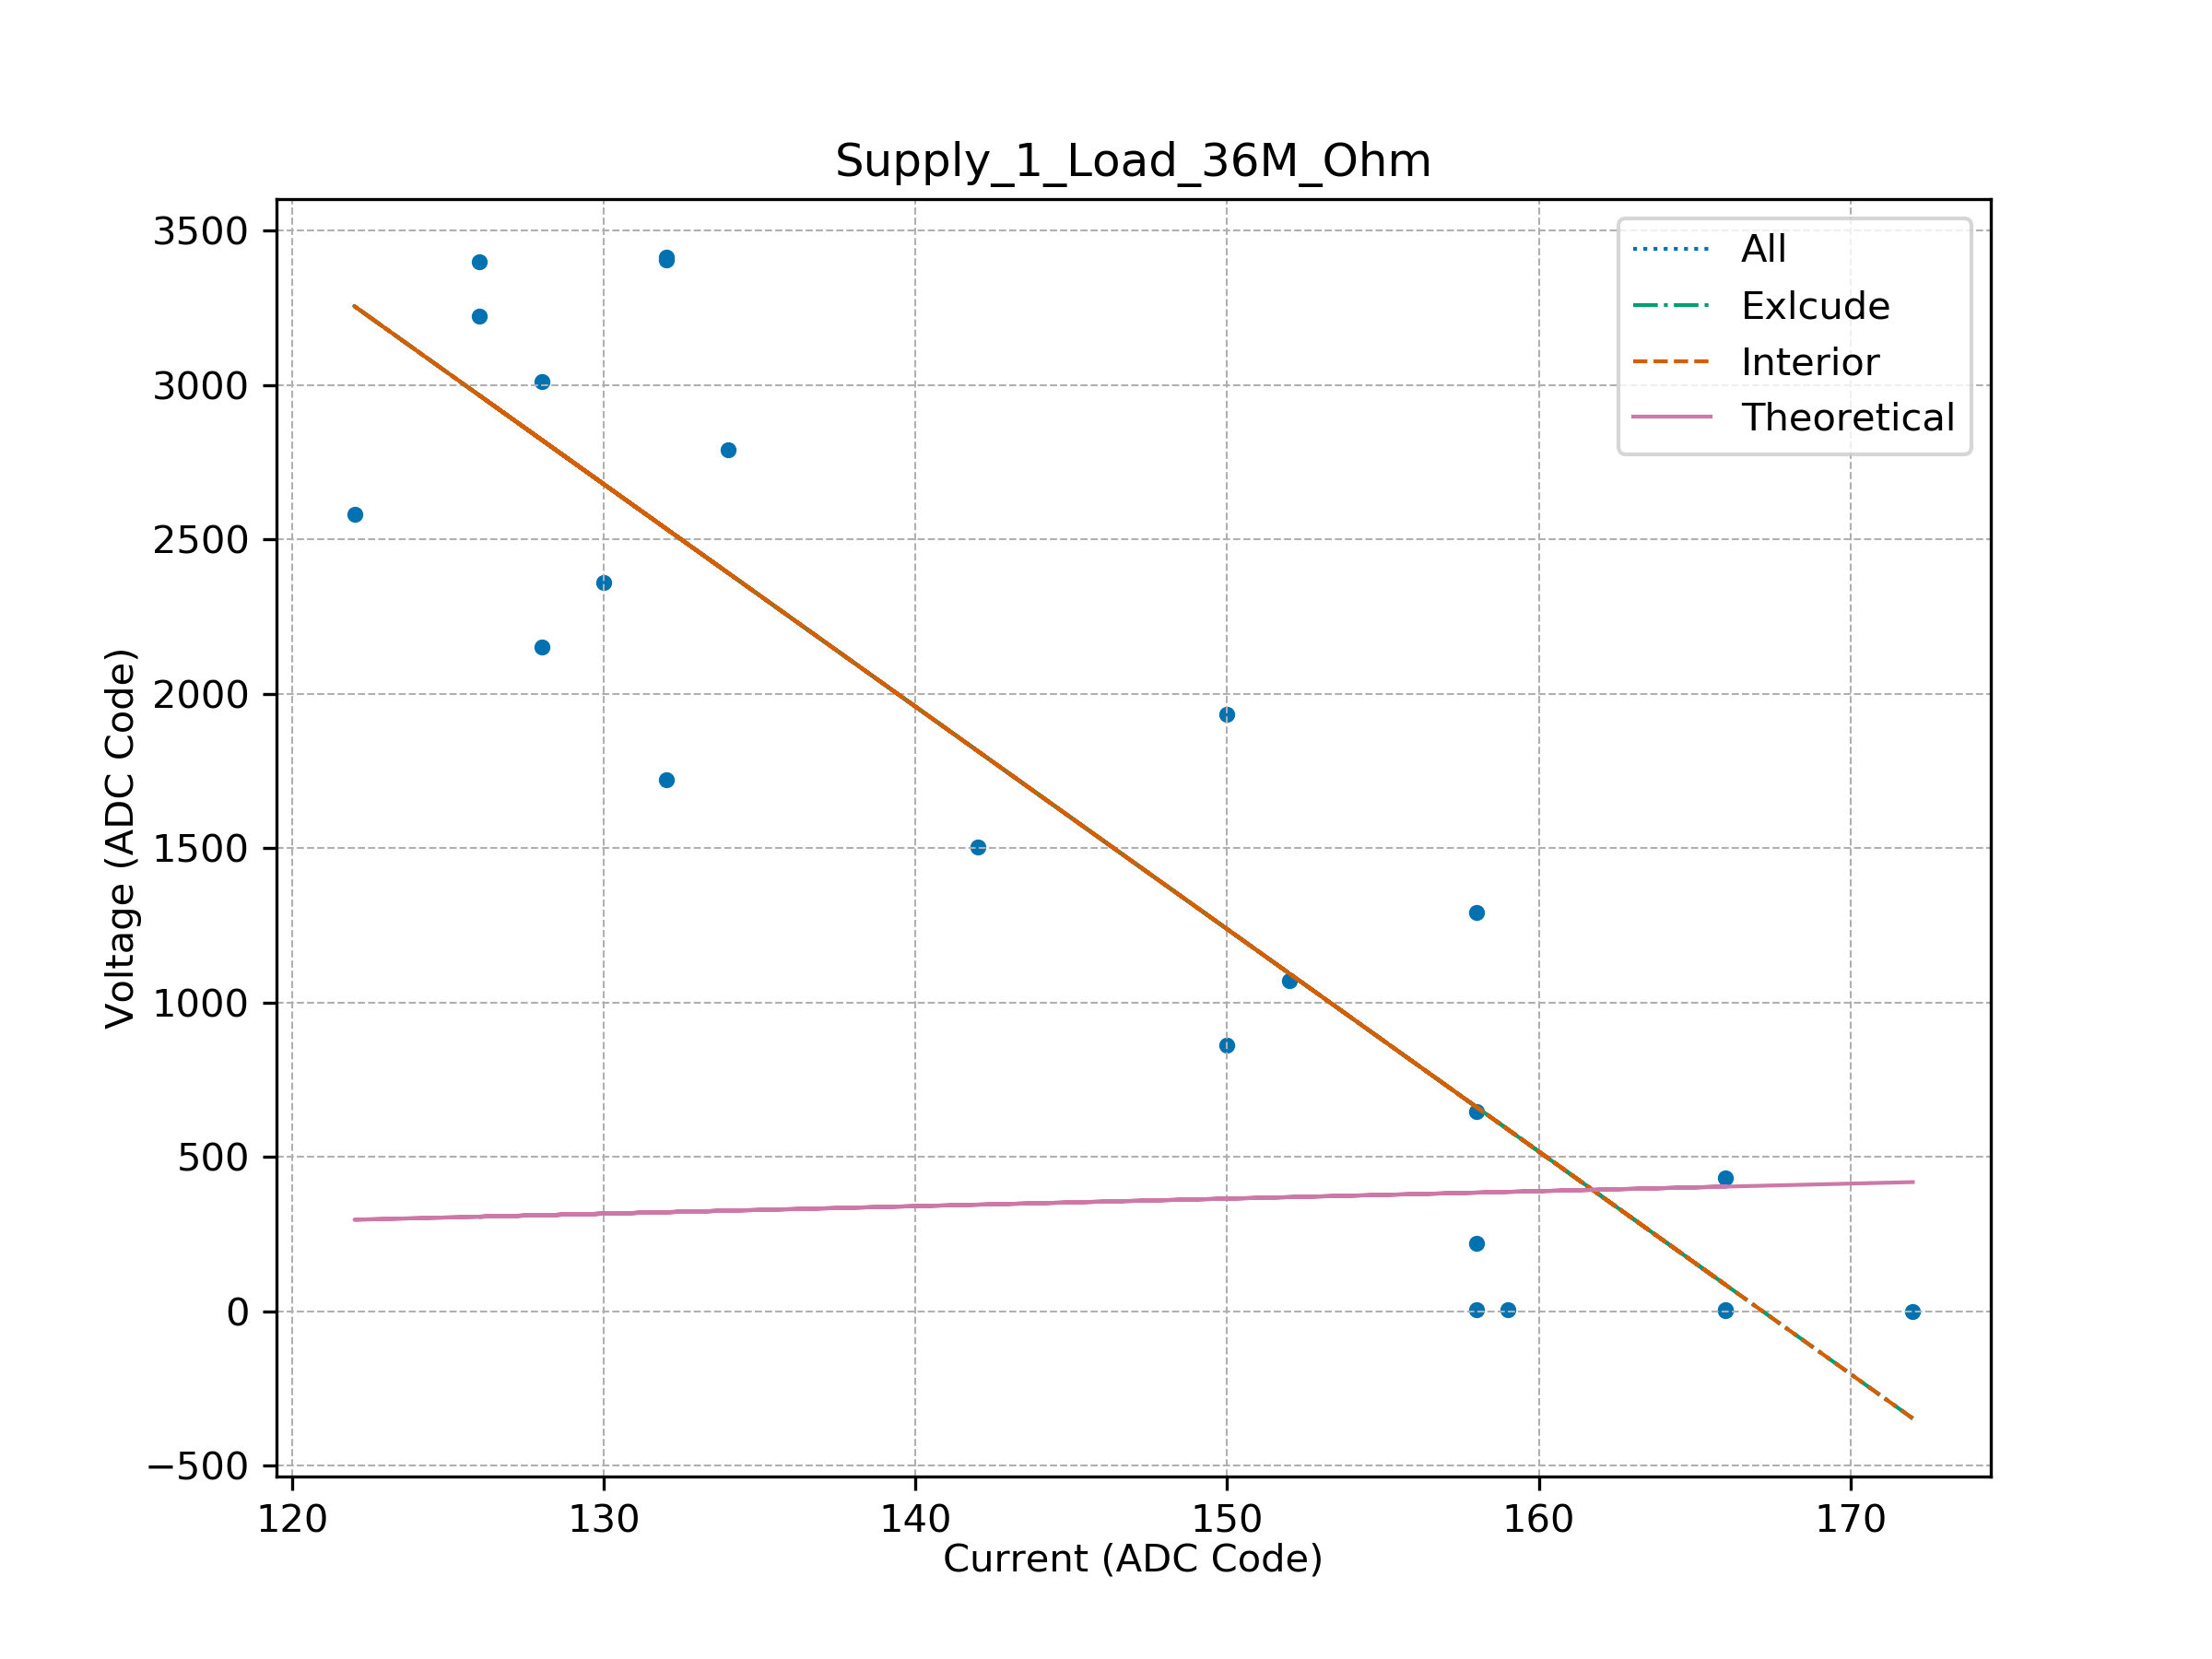 Supply_1_Load_36M_Ohm
3500
3000
2500
2000
1500
1000
500
0
−500
Voltage (ADC Code)
All
Exlcude
Interior
Theoretical
120 130 140 150 160 170
Current (ADC Code)